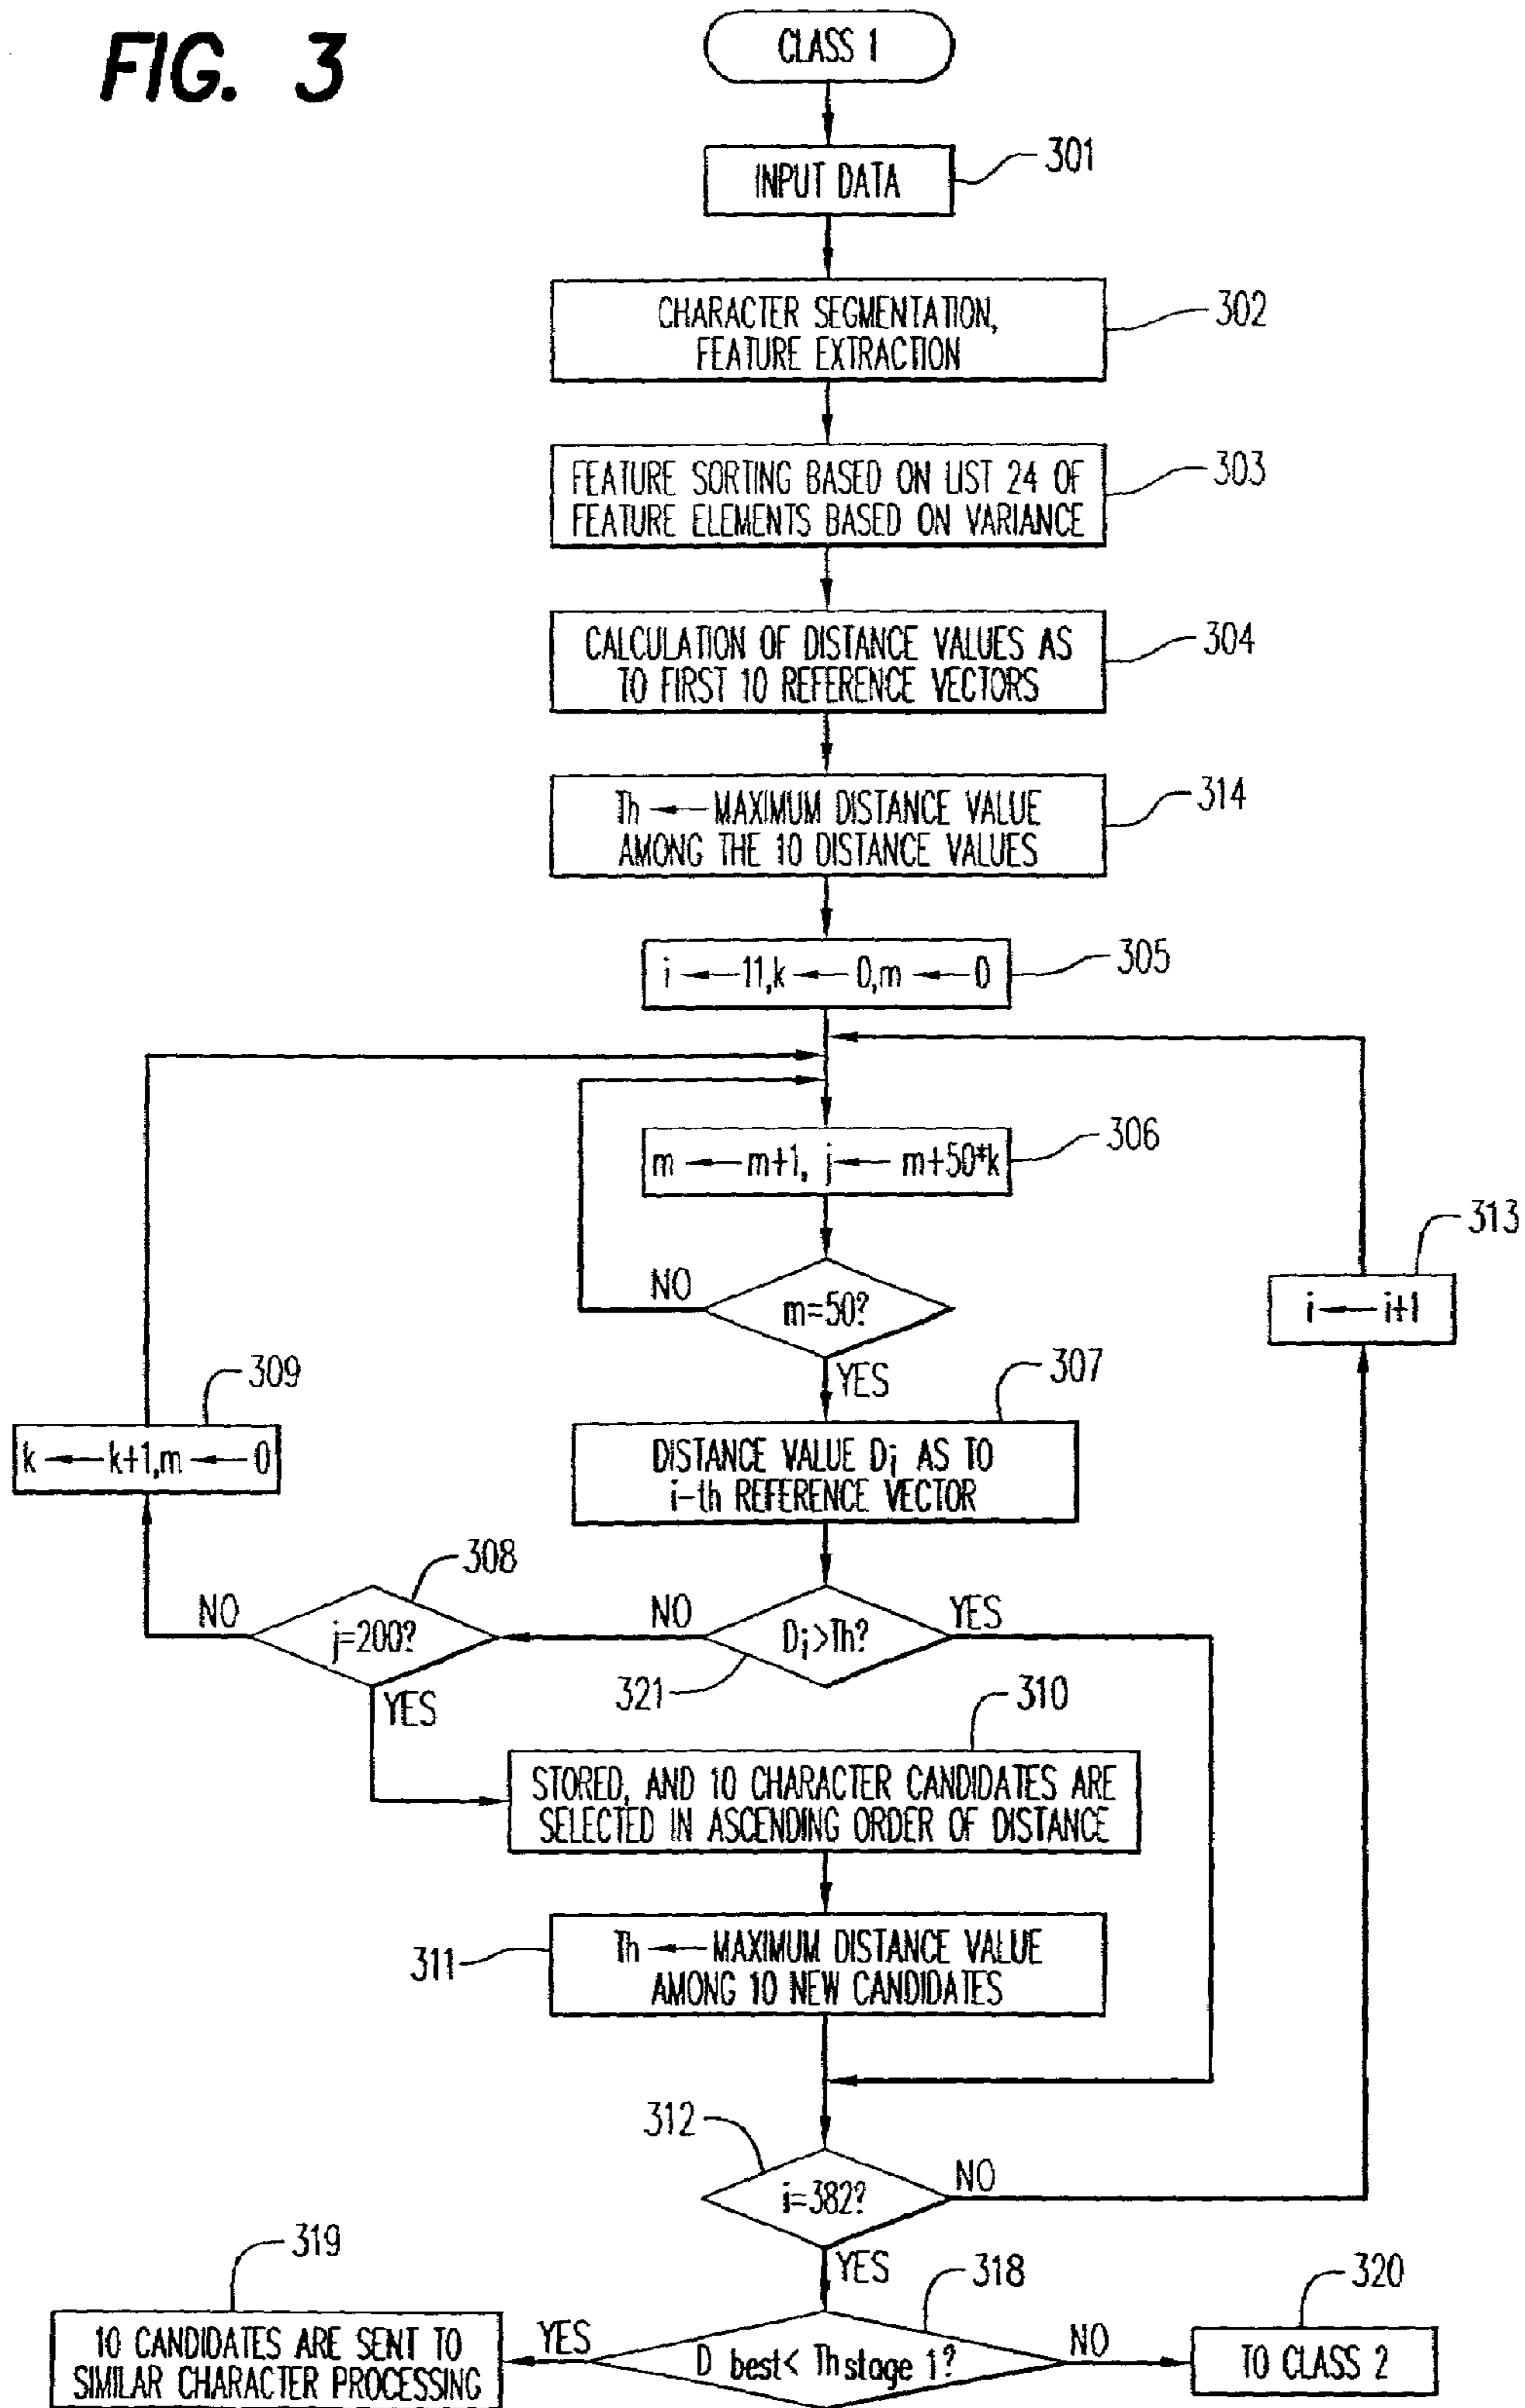 FIG. 3
CLASS 1
INPUT DATA
301
CHARACTER SEGMENTATION,
FEATURE EXTRACTION
302
FEATURE SORTING BASED ON LIST 24 OF
FEATURE ELEMENTS BASED ON VARIANCE
303
CALCULATION OF DISTANCE VALUES AS
TO FIRST 10 REFERENCE VECTORS
304
Th ← MAXIMUM DISTANCE VALUE
AMONG THE 10 DISTANCE VALUES
314
i ← 11,k ← 0,m ← 0
305
m ← m+1, j ← m+50*k
306
313
i ← i+1
NO
m=50?
YES
307
309
k ← k+1,m ← 0
DISTANCE VALUE Di AS TO
i-th REFERENCE VECTOR
308
NO
j=200?
YES
NO
Di>Th?
YES
321
310
STORED, AND 10 CHARACTER CANDIDATES ARE
SELECTED IN ASCENDING ORDER OF DISTANCE
311
Th ← MAXIMUM DISTANCE VALUE
AMONG 10 NEW CANDIDATES
312
i=382?
NO
YES
319
10 CANDIDATES ARE SENT TO
SIMILAR CHARACTER PROCESSING
YES
318
D best< Th stage 1?
NO
320
TO CLASS 2